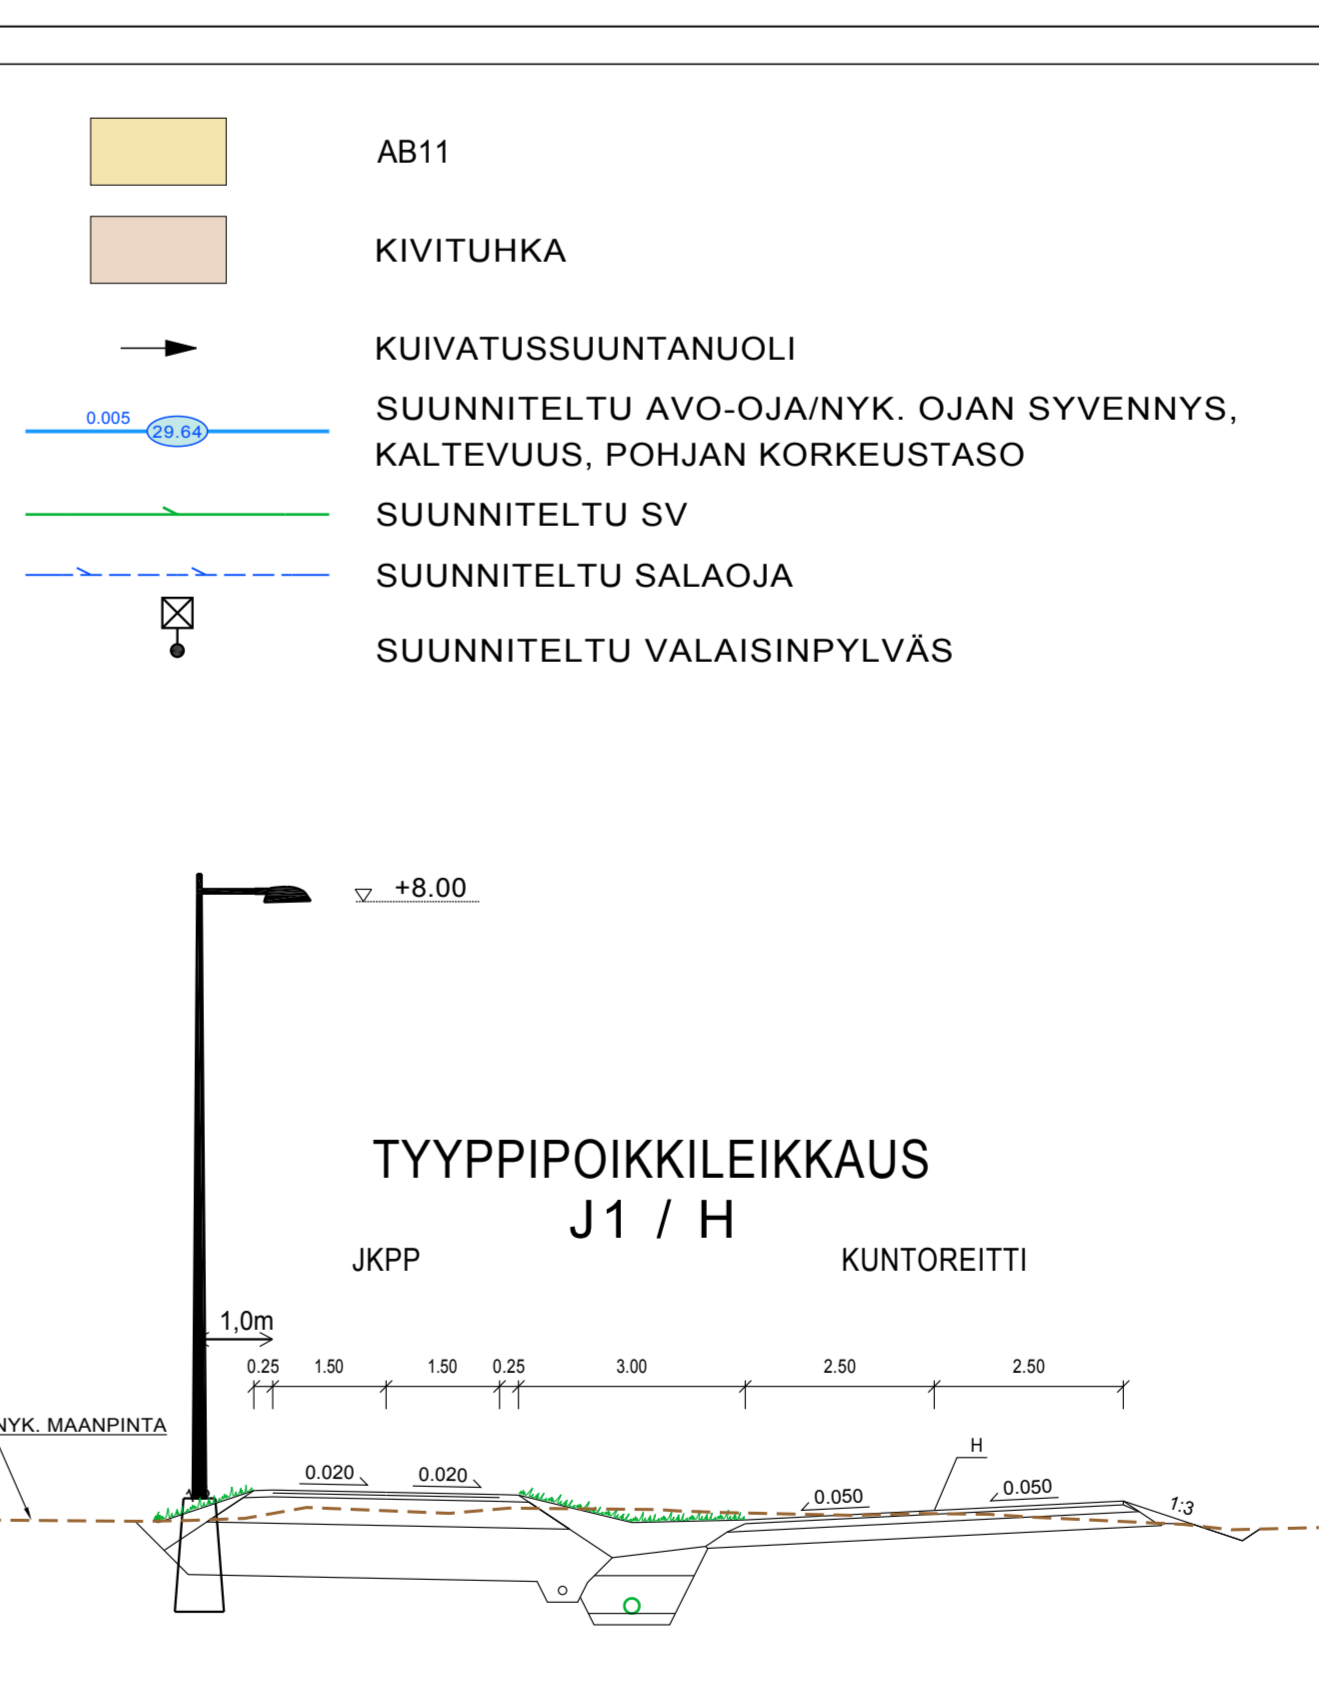 AB11
KIVITUHKA
KUIVATUSSUUNTANUOLI
0.005
29.64
SUUNNITELTU AVO-OJA/NYK. OJAN SYVENNYS,
KALTEVUUS, POHJAN KORKEUSTASO
SUUNNITELTU SV
SUUNNITELTU SALAOJA
SUUNNITELTU VALAISINPYLVÄS
+8.00
TYYPPIPOIKKILEIKKAUS
J1 / H
JKPP KUNTOREITTI
1,0m
0.25 1.50 1.50 0.25 3.00 2.50 2.50
NYK. MAANPINTA
H
0.020 0.020 0.050 0.050
1:3